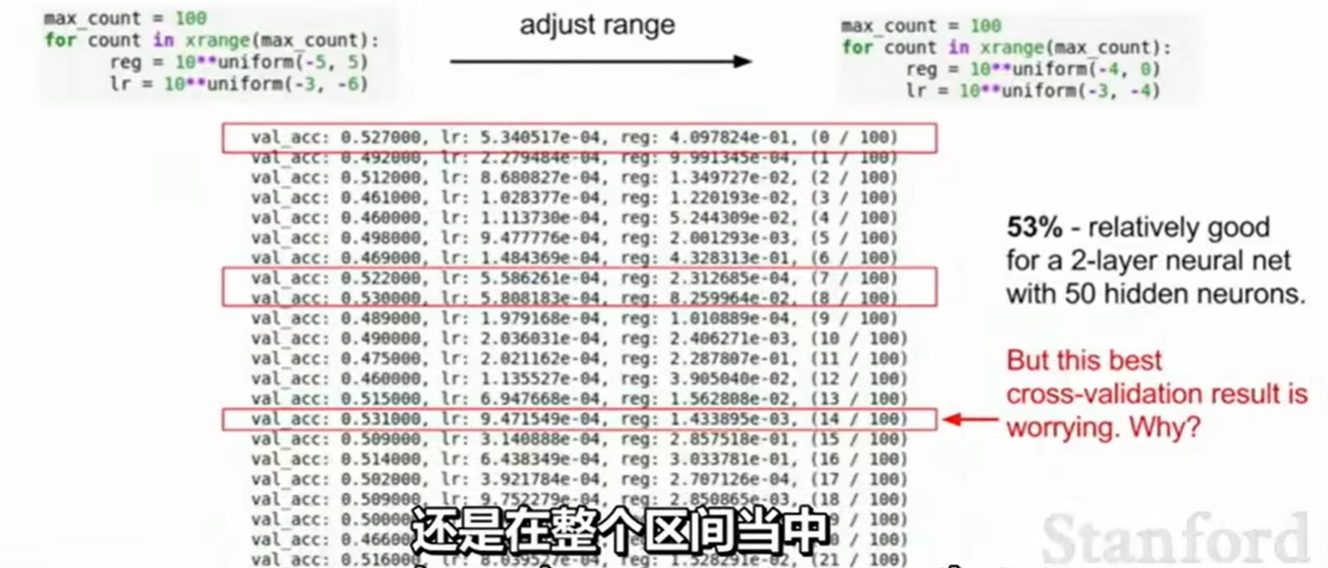 max_count = 100
for count in xrange(max_count):
reg = 10**uniform(-5, 5)
lr = 10**uniform(-3, -6)
adjust range
max_count = 100
for count in xrange(max_count):
reg = 10**uniform(-4, 0)
lr = 10**uniform(-3, -4)
val_acc: 0.527000, lr: 5.340517e-04, reg: 4.097824e-01, (0 / 100)
val_acc: 0.492000, lr: 2.279484e-04, reg: 9.991345e-04, (1 / 100)
val_acc: 0.512000, lr: 8.680827e-04, reg: 1.349727e-02, (2 / 100)
val_acc: 0.461000, lr: 1.028377e-04, reg: 1.220193e-02, (3 / 100)
val_acc: 0.460000, lr: 1.113730e-04, reg: 5.244309e-02, (4 / 100)
val_acc: 0.498000, lr: 9.477776e-04, reg: 2.001293e-03, (5 / 100)
val_acc: 0.469000, lr: 1.484369e-04, reg: 4.328313e-01, (6 / 100)
val_acc: 0.522000, lr: 5.586261e-04, reg: 2.312685e-04, (7 / 100)
val_acc: 0.530000, lr: 5.808183e-04, reg: 8.259964e-02, (8 / 100)
val_acc: 0.489000, lr: 1.979168e-04, reg: 1.010889e-04, (9 / 100)
val_acc: 0.490000, lr: 2.036031e-04, reg: 2.406271e-03, (10 / 100)
val_acc: 0.475000, lr: 2.021162e-04, reg: 2.287807e-01, (11 / 100)
val_acc: 0.460000, lr: 1.135527e-04, reg: 3.905040e-02, (12 / 100)
val_acc: 0.515000, lr: 6.947668e-04, reg: 1.562808e-02, (13 / 100)
val_acc: 0.531000, lr: 9.471549e-04, reg: 1.433895e-03, (14 / 100)
val_acc: 0.509000, lr: 3.140888e-04, reg: 2.857518e-01, (15 / 100)
val_acc: 0.514000, lr: 6.438349e-04, reg: 3.033781e-01, (16 / 100)
val_acc: 0.502000, lr: 3.921784e-04, reg: 2.707126e-04, (17 / 100)
val_acc: 0.509000, lr: 9.752279e-04, reg: 2.850865e-03, (18 / 100)
val_acc: 0.5000
val_acc: 0.466
val_acc: 0.516000, lr: 8.039527e-04, reg: 1.528291e-02, (21 / 100)
53% - relatively good
for a 2-layer neural net
with 50 hidden neurons.
But this best
cross-validation result is
worrying. Why?
还是在整个区间当中
Stanford